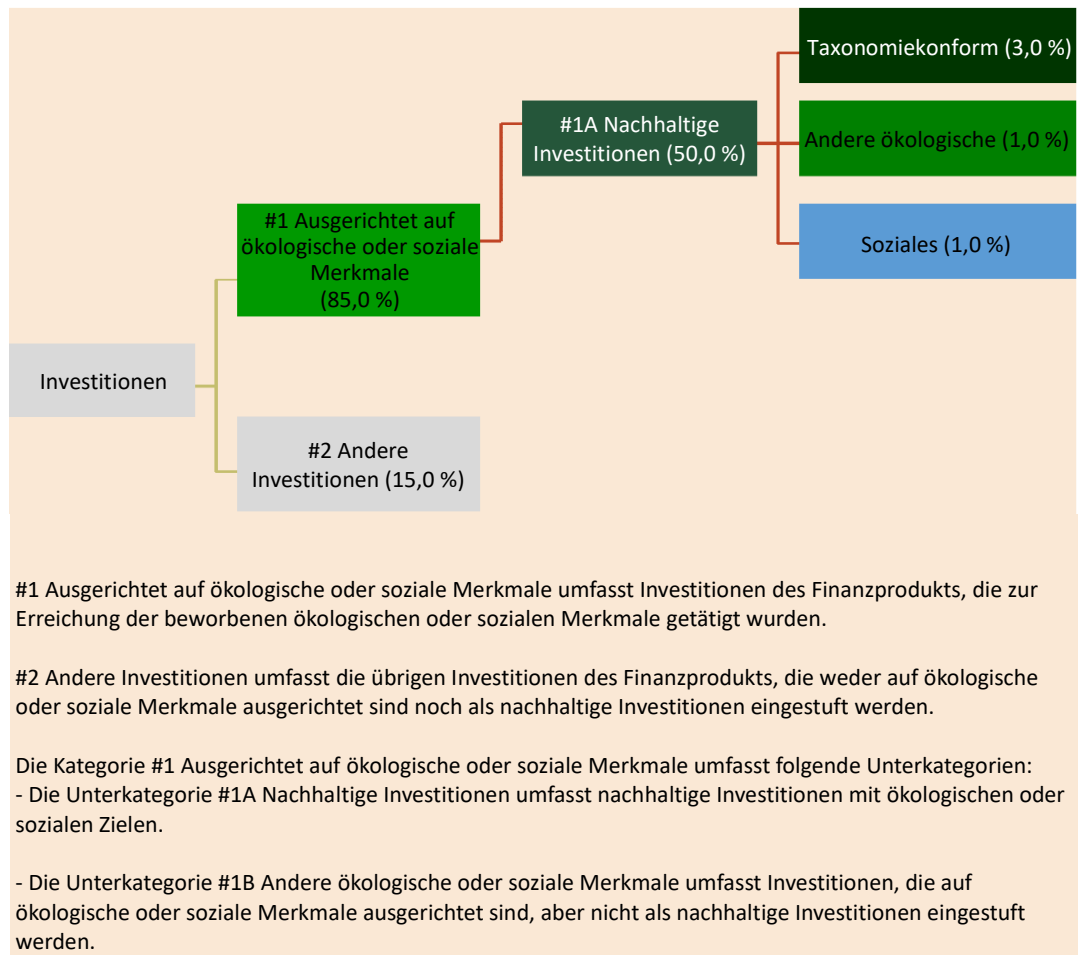 Taxonomiekonform (3,0 %)
#1A Nachhaltige
Investitionen (50,0 %)
Andere ökologische (1,0 %)
#1 Ausgerichtet auf
ökologische oder soziale
Merkmale
(85,0 %)
Soziales (1,0 %)
Investitionen
#2 Andere
Investitionen (15,0 %)
#1 Ausgerichtet auf ökologische oder soziale Merkmale umfasst Investitionen des Finanzprodukts, die zur
Erreichung der beworbenen ökologischen oder sozialen Merkmale getätigt wurden.
#2 Andere Investitionen umfasst die übrigen Investitionen des Finanzprodukts, die weder auf ökologische
oder soziale Merkmale ausgerichtet sind noch als nachhaltige Investitionen eingestuft werden.
Die Kategorie #1 Ausgerichtet auf ökologische oder soziale Merkmale umfasst folgende Unterkategorien:
- Die Unterkategorie #1A Nachhaltige Investitionen umfasst nachhaltige Investitionen mit ökologischen oder
sozialen Zielen.
- Die Unterkategorie #1B Andere ökologische oder soziale Merkmale umfasst Investitionen, die auf
ökologische oder soziale Merkmale ausgerichtet sind, aber nicht als nachhaltige Investitionen eingestuft
werden.